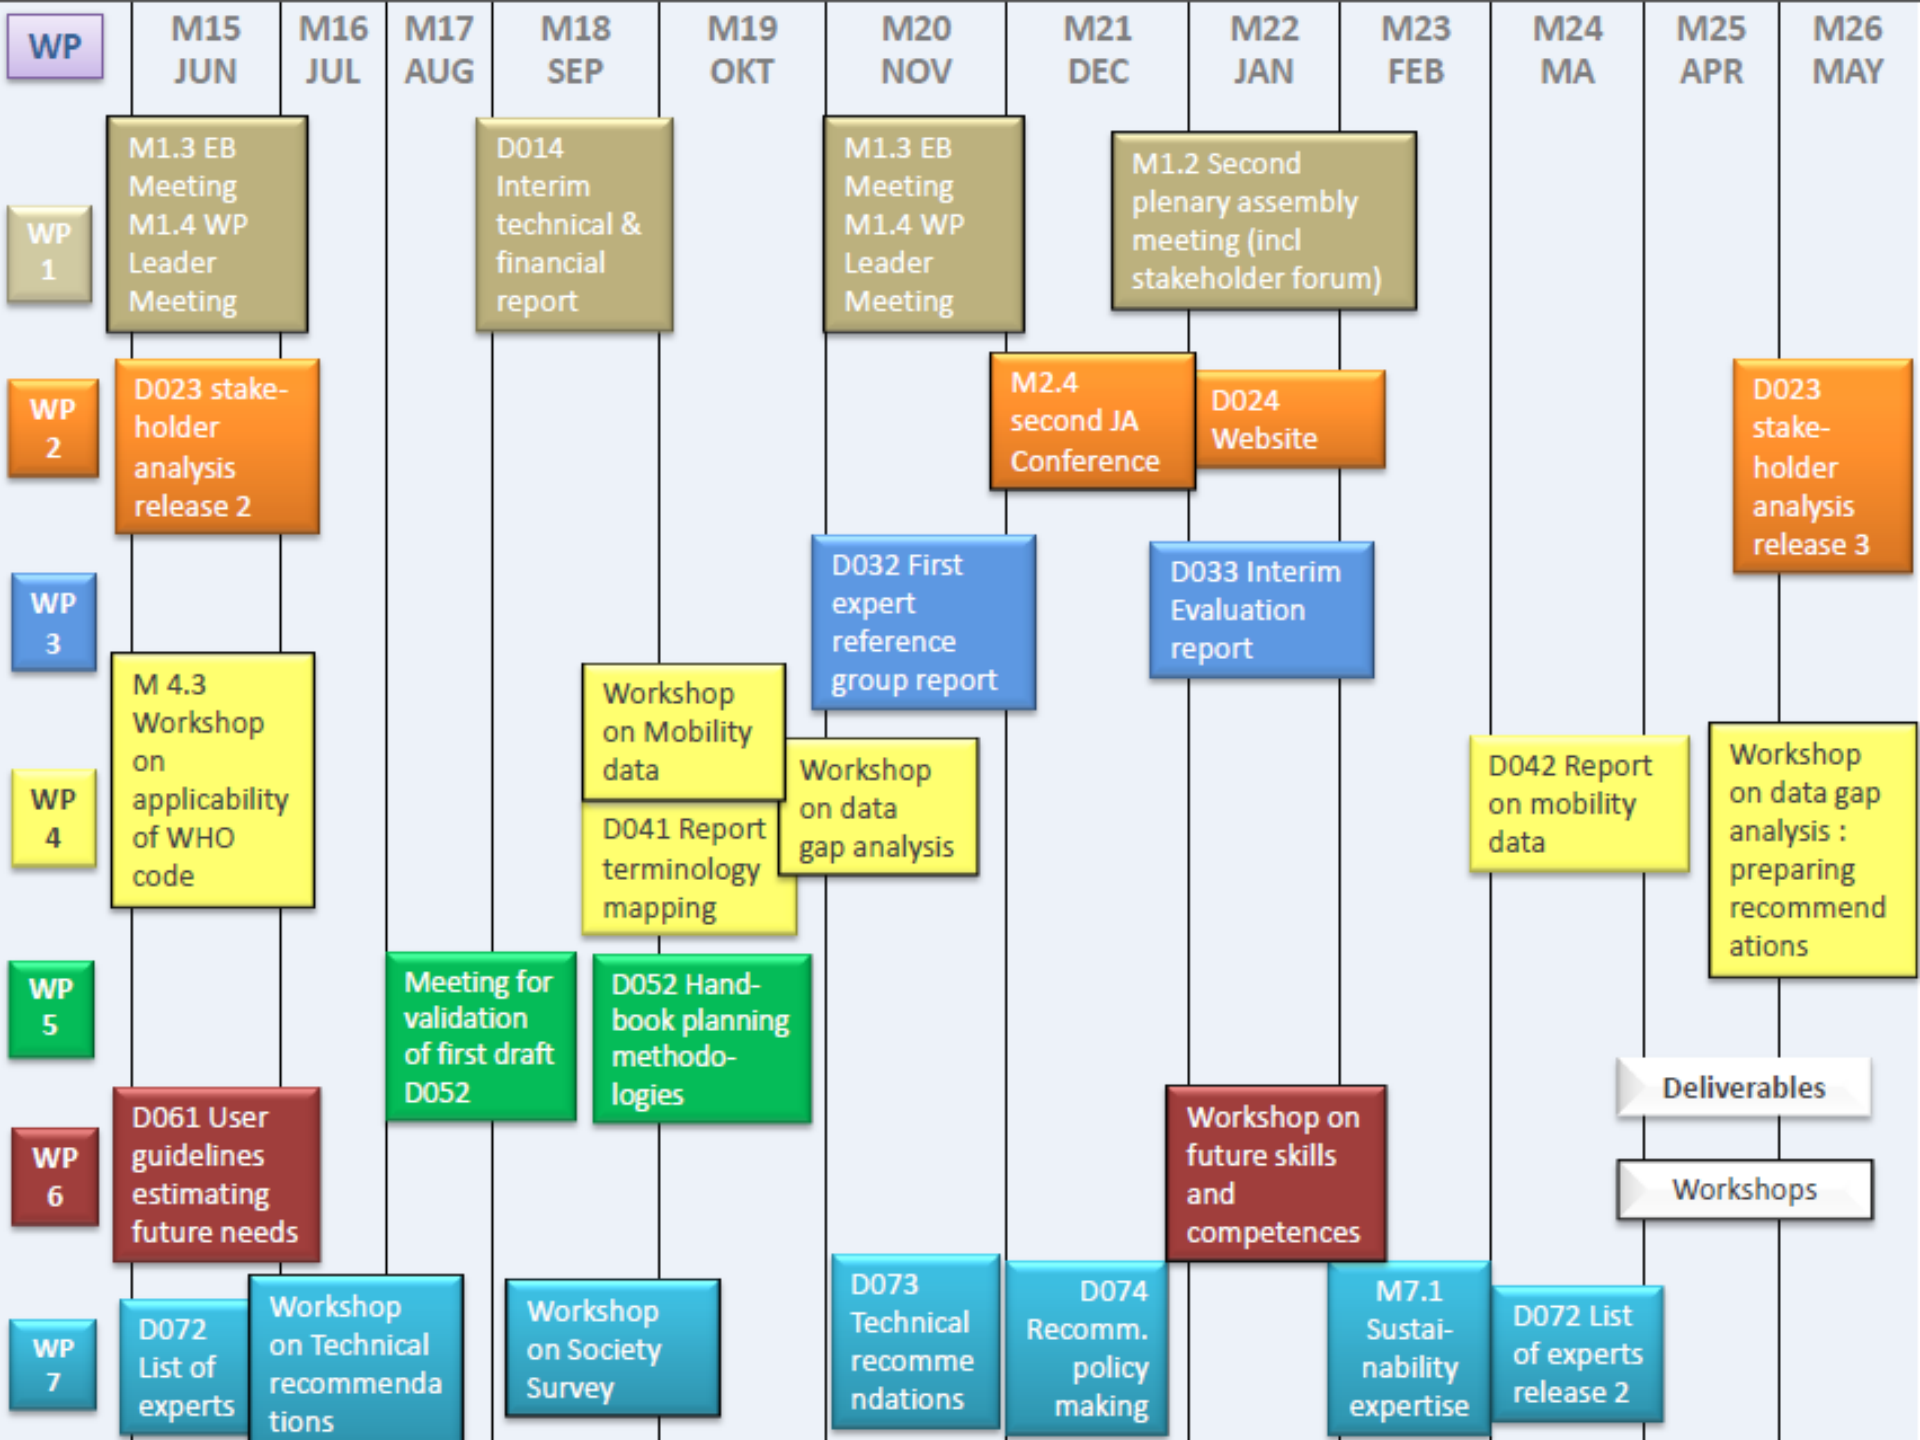 WP
M15
JUN
M16
JUL
M17
AUG
M18
SEP
M19
OKT
M20
NOV
M21
DEC
M22
JAN
M23
FEB
M24
MA
M25
APR
M26
MAY
WP
1
M1.3 EB
Meeting
M1.4 WP
Leader
Meeting
D014
Interim
technical &
financial
report
M1.3 EB
Meeting
M1.4 WP
Leader
Meeting
M1.2 Second
plenary assembly
meeting (incl
stakeholder forum)
WP
2
D023 stake-
holder
analysis
release 2
M2.4
second JA
Conference
D024
Website
D023
stake-
holder
analysis
release 3
WP
3
D032 First
expert
reference
group report
D033 Interim
Evaluation
report
WP
4
M 4.3
Workshop
on
applicability
of WHO
code
Workshop
on Mobility
data
D041 Report
terminology
mapping
Workshop
on data
gap analysis
D042 Report
on mobility
data
Workshop
on data gap
analysis :
preparing
recommend
ations
WP
5
Meeting for
validation
of first draft
D052
D052 Hand-
book planning
methodo-
logies
Deliverables
Workshops
WP
6
D061 User
guidelines
estimating
future needs
Workshop on
future skills
and
competences
WP
7
D072
List of
experts
Workshop
on Technical
recommenda
tions
Workshop
on Society
Survey
D073
Technical
recomme
ndations
D074
Recomm.
policy
making
M7.1
Sustai-
nability
expertise
D072 List
of experts
release 2